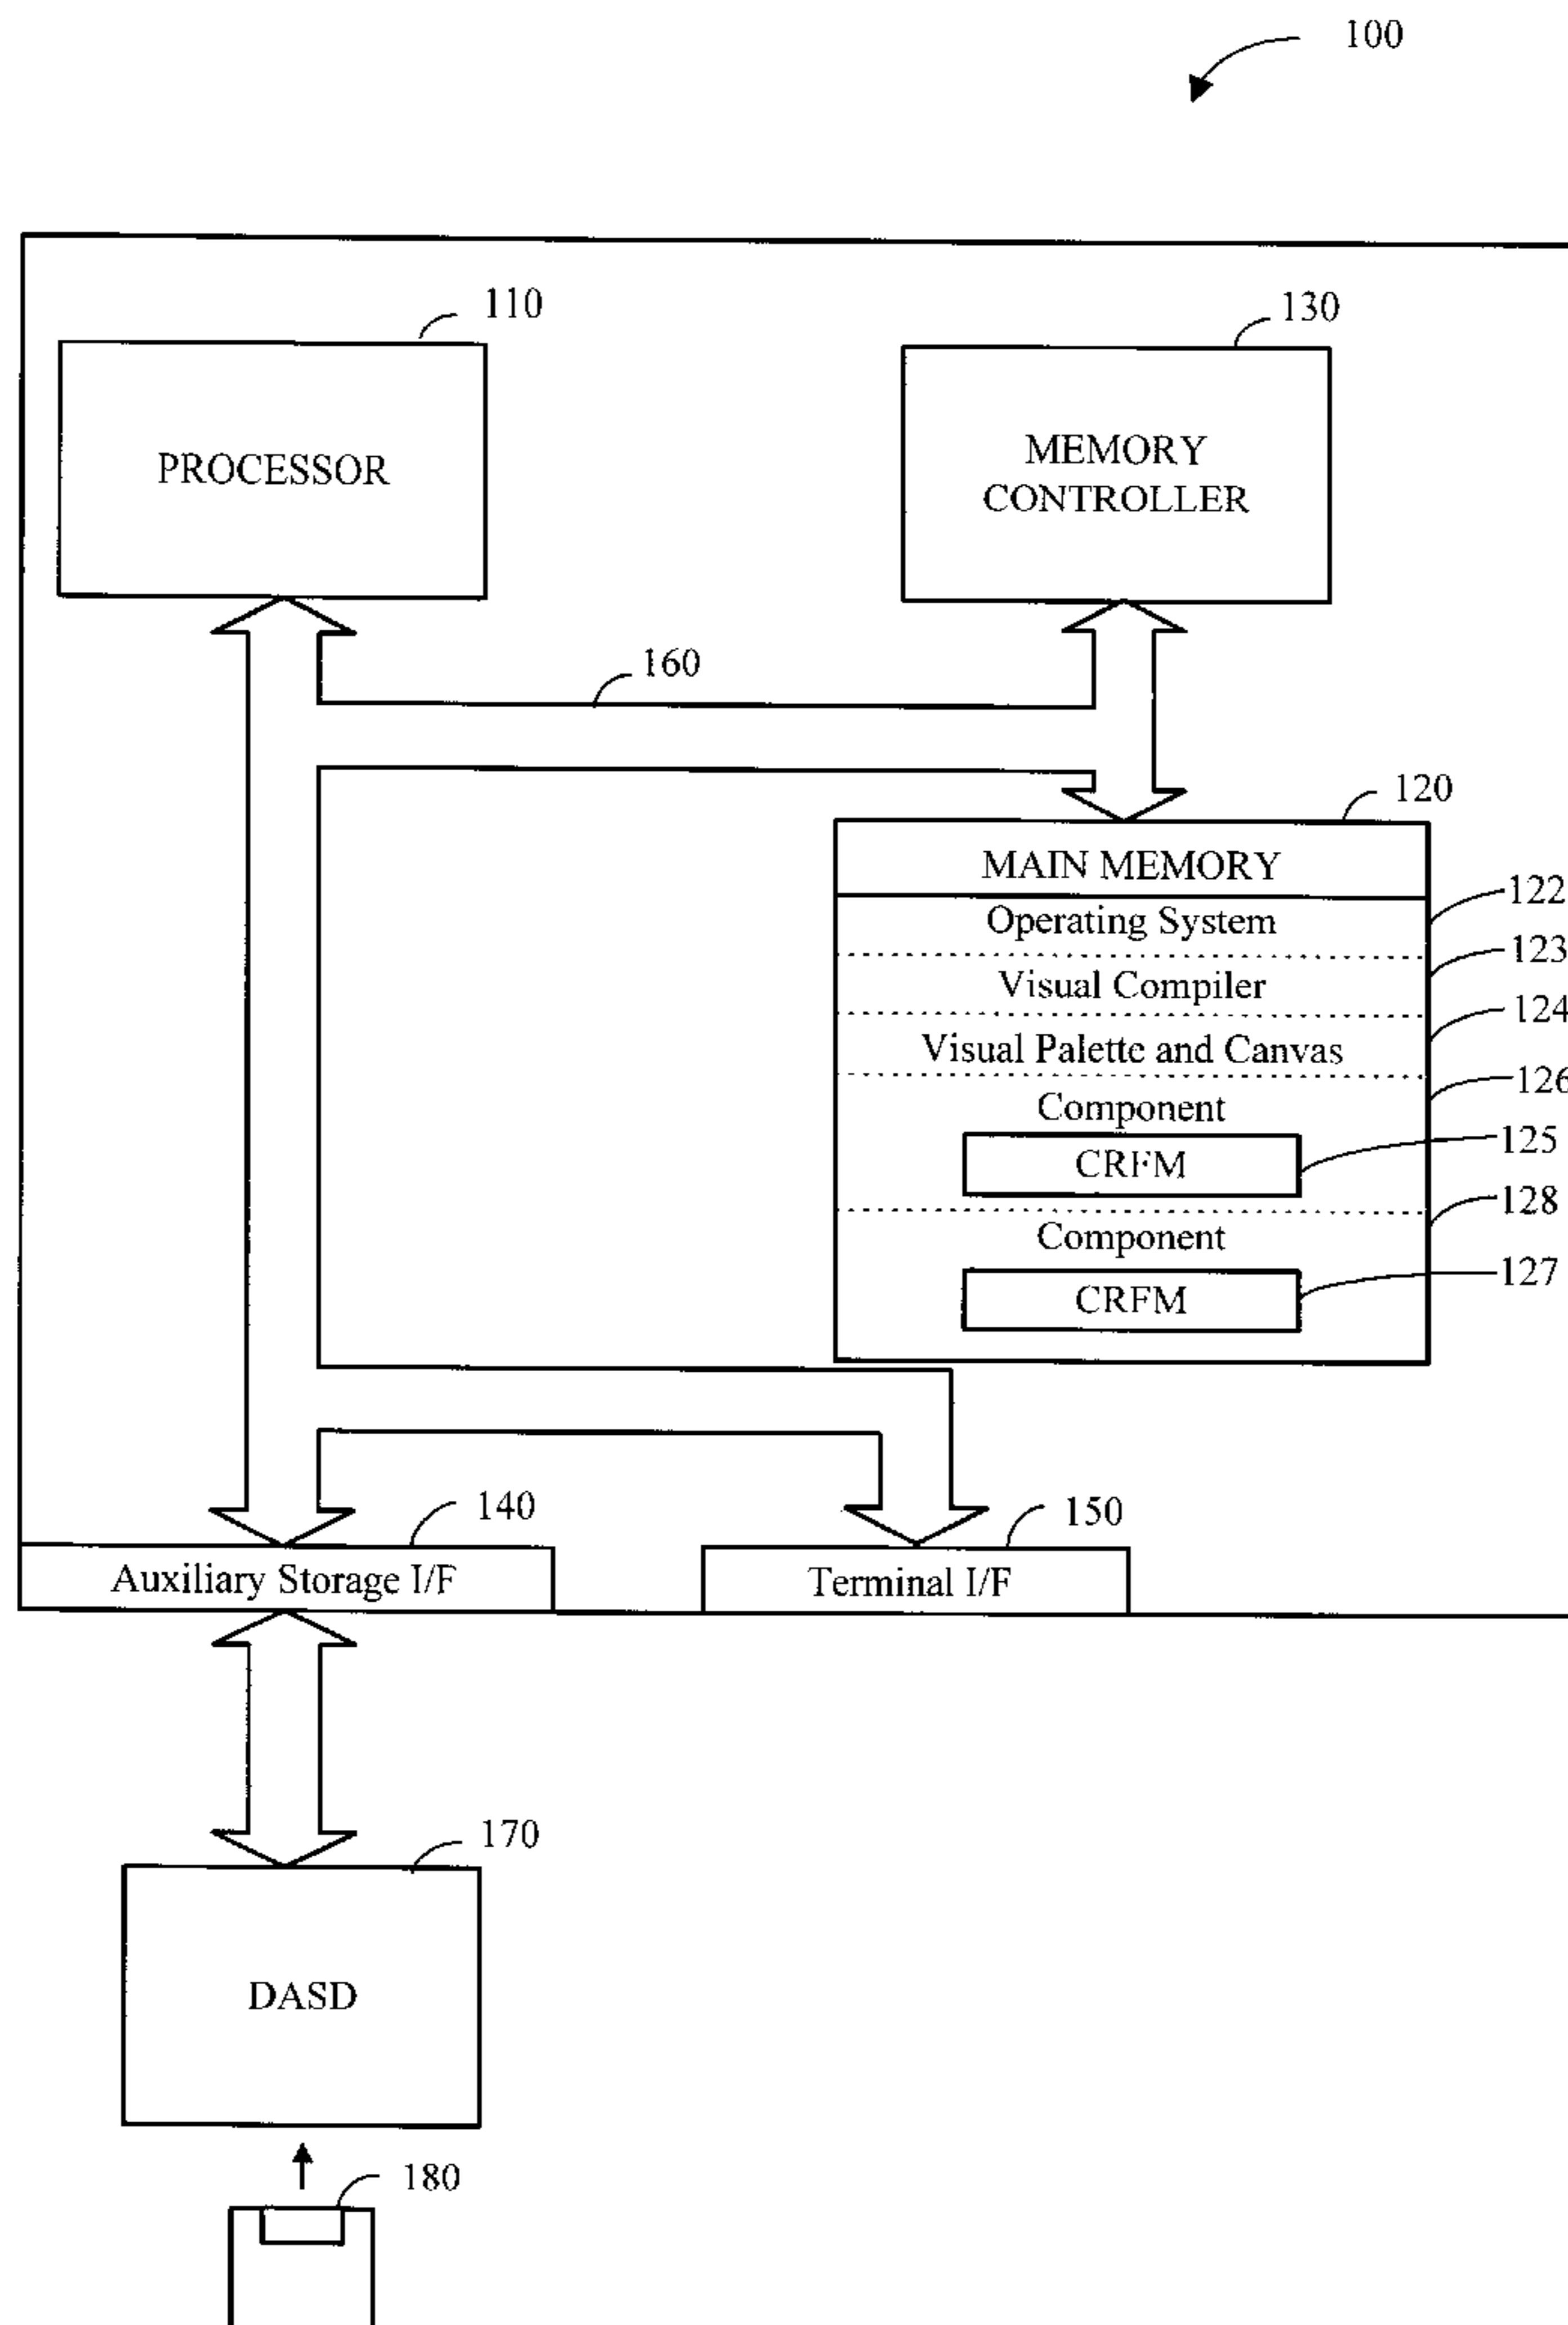 100
110
130
PROCESSOR
MEMORY
CONTROLLER
160
120
MAIN MEMORY
122
Operating System
123
Visual Compiler
124
Visual Palette and Canvas
126
Component
125
CRFM
128
Component
127
CRFM
140
150
Auxiliary Storage I/F
Terminal I/F
170
DASD
180